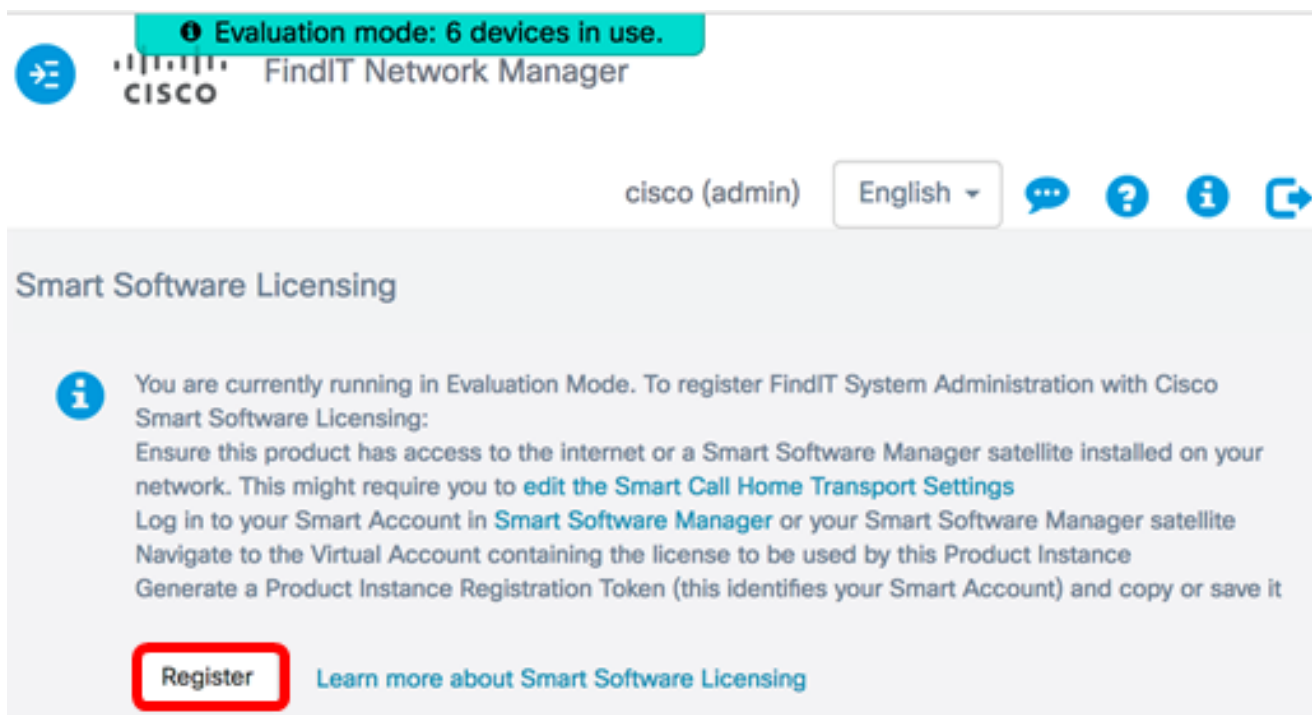 Evaluation mode: 6 devices in use.
CISCO
FindIT Network Manager
cisco (admin)
English
Smart Software Licensing
You are currently running in Evaluation Mode. To register FindIT System Administration with Cisco
Smart Software Licensing:
Ensure this product has access to the internet or a Smart Software Manager satellite installed on your
network. This might require you to edit the Smart Call Home Transport Settings
Log in to your Smart Account in Smart Software Manager or your Smart Software Manager satellite
Navigate to the Virtual Account containing the license to be used by this Product Instance
Generate a Product Instance Registration Token (this identifies your Smart Account) and copy or save it
Register
Learn more about Smart Software Licensing